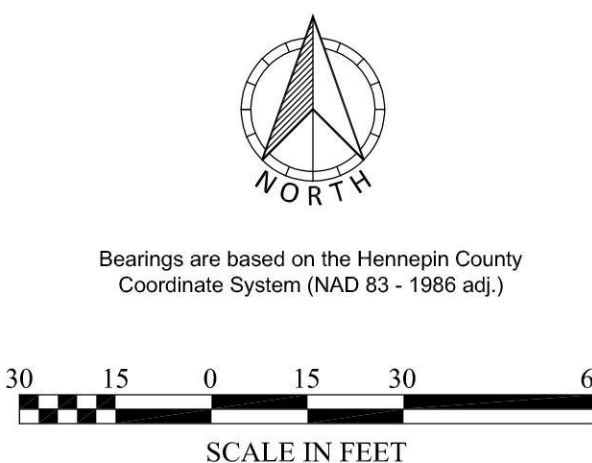 NORTH
Bearings are based on the Hennepin County
Coordinate System (NAD 83 - 1986 adj.)
30 15 0 15 30 6
SCALE IN FEET